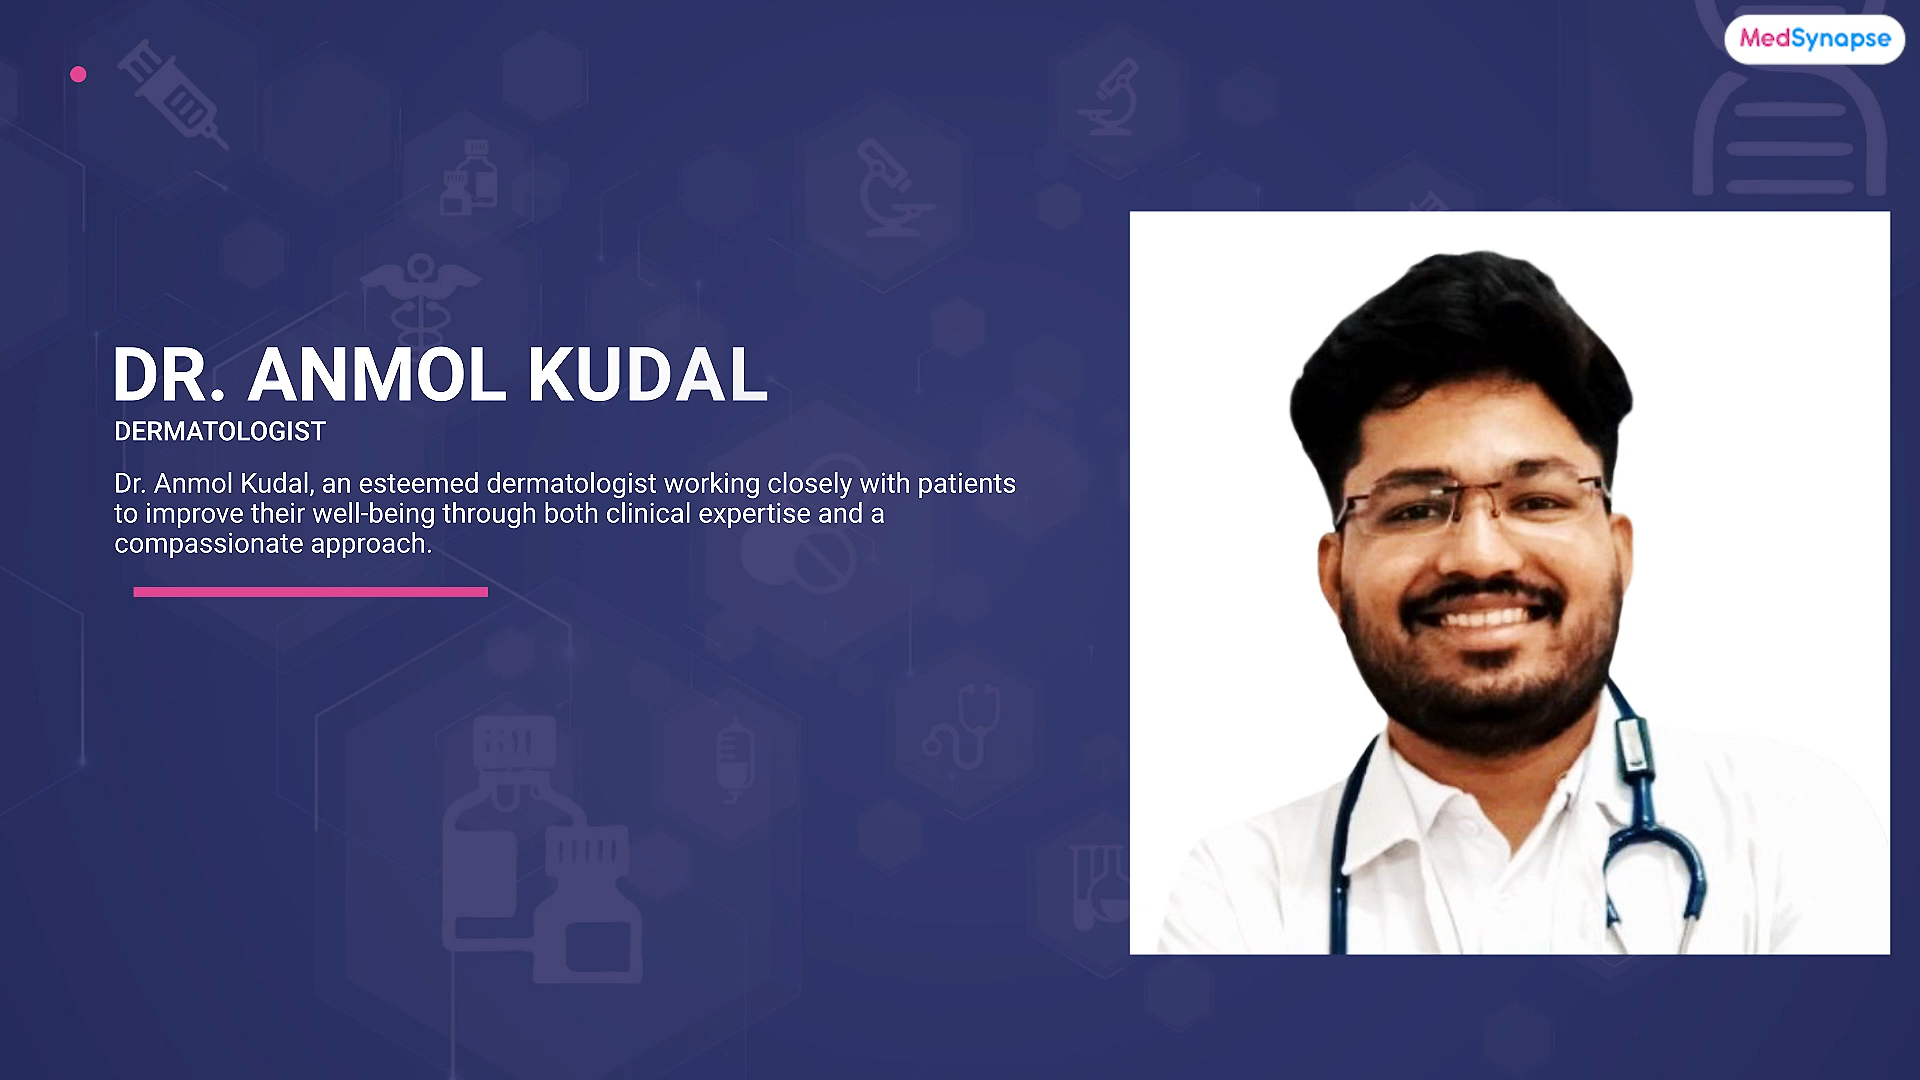 MedSynapse
DR. ANMOL KUDAL
DERMATOLOGIST
Dr. Anmol Kudal, an esteemed dermatologist working closely with patients
to improve their well-being through both clinical expertise and a
compassionate approach.